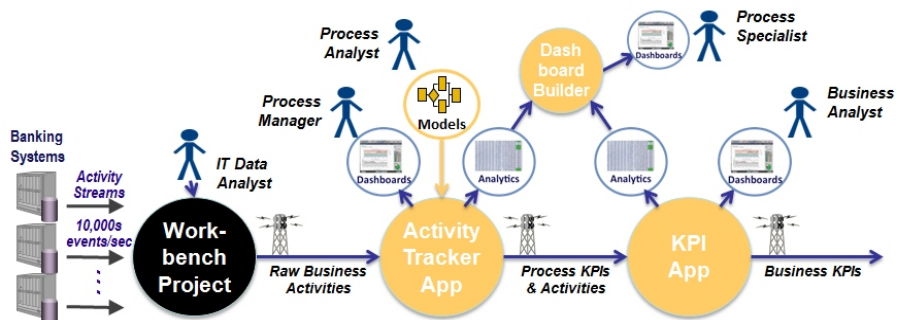 Process
Analyst
Dash
board
Builder
Dashboards
Process
Specialist
Process
Manager
Models
Business
Analyst
Banking
Systems
Activity
Streams
10,000s
events/sec
IT Data
Analyst
Dashboards
Analytics
Analytics
Dashboards
Work-
bench
Project
Raw Business
Activities
Activity
Tracker
App
Process KPIs
& Activities
KPI
App
Business KPIs